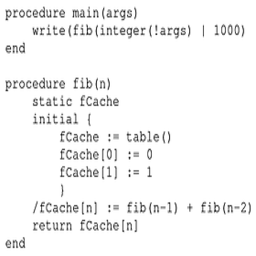 procedure main(args)
    write(fib(integer(!args) | 1000)
end

procedure fib(n)
    static fCache
    initial {
        fCache := table()
        fCache[0] := 0
        fCache[1] := 1
        }
    /fCache[n] := fib(n-1) + fib(n-2)
    return fCache[n]
end